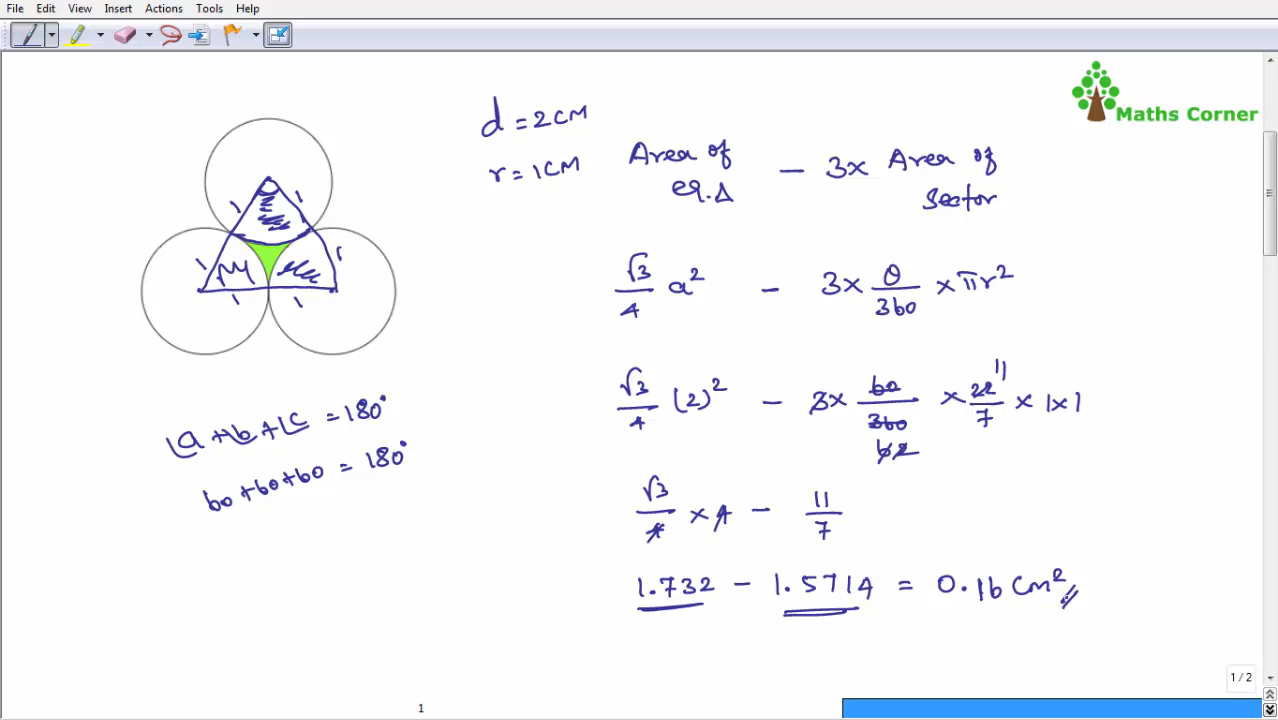 File Edit View Insert Actions Tools Help
Maths Corner
d = 2CM
r = 1CM
Area of eq.Δ - 3x Area of Sector
√3/4 a² - 3x θ/360 x πr²
√3/4 (2)² - 3x 60/360 x 22/7 x 1x1
11
62
√3/4 x 4 - 11/7
1.732 - 1.5714 = 0.16 Cm²
1 1
1 1
1 1
∠a + ∠b + ∠c = 180°
60 + 60 + 60 = 180°
1 / 2
1